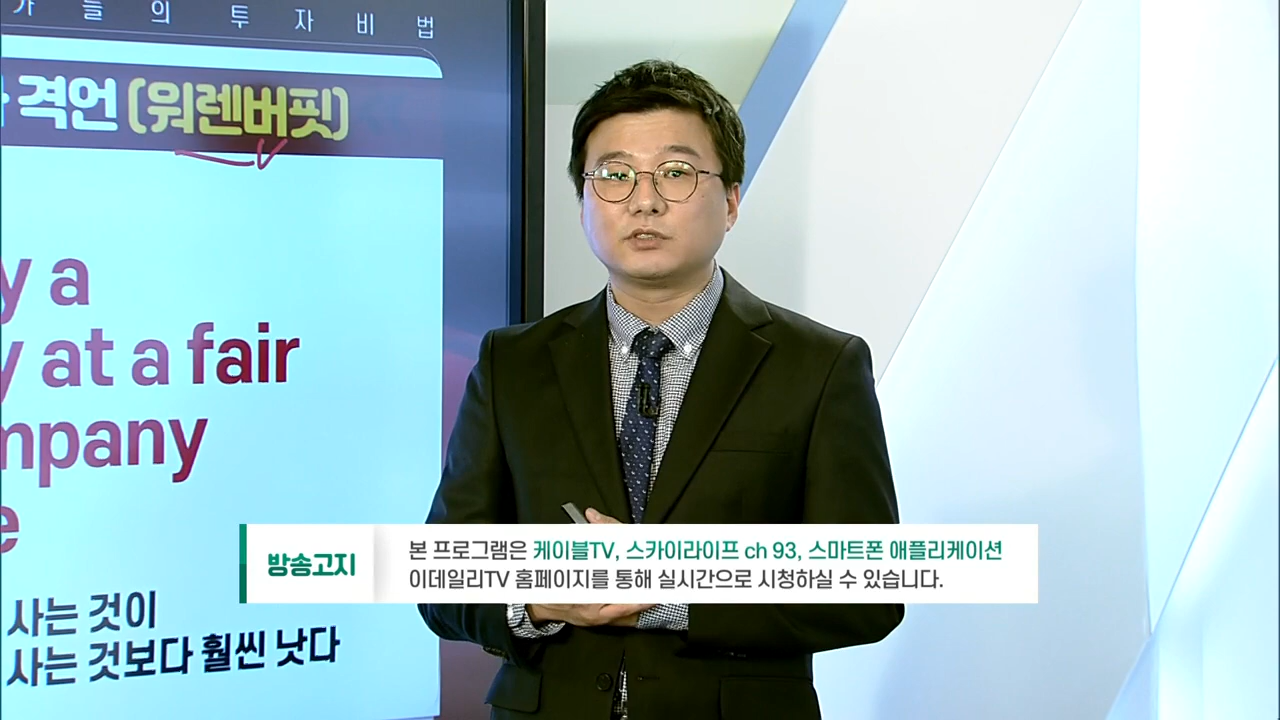 들의 투자비법
격언 (워렌버핏)
y a
y at a fair
mpany
e
사는 것이
사는 것보다 훨씬 낫다
방송고지
본 프로그램은 케이블TV, 스카이라이프 ch 93, 스마트폰 애플리케이션
이데일리TV 홈페이지를 통해 실시간으로 시청하실 수 있습니다.